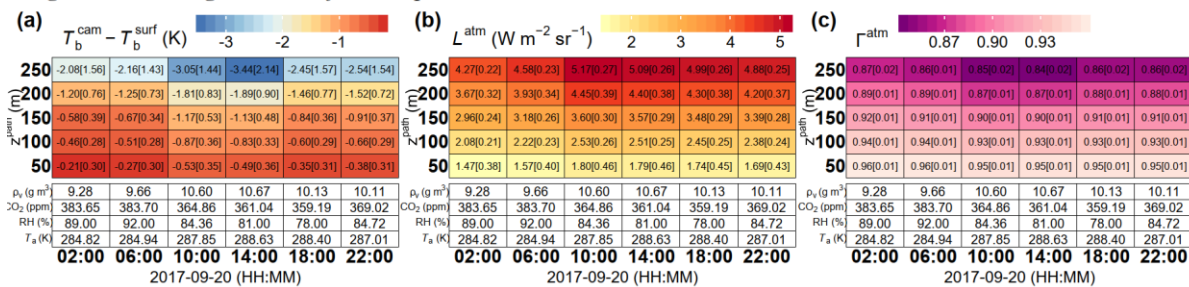 (a) T_b^cam − T_b^surf (K) -3 -2 -1
250 -2.08[1.56] -2.16[1.43] -3.05[1.44] -3.44[2.14] -2.45[1.57] -2.54[1.54]
200 -1.20[0.76] -1.25[0.73] -1.81[0.83] -1.89[0.90] -1.46[0.77] -1.52[0.72]
150 -0.58[0.39] -0.67[0.34] -1.17[0.53] -1.13[0.48] -0.84[0.36] -0.91[0.37]
100 -0.46[0.28] -0.51[0.28] -0.87[0.36] -0.83[0.33] -0.60[0.29] -0.66[0.29]
50 -0.21[0.30] -0.27[0.30] -0.53[0.35] -0.49[0.36] -0.35[0.31] -0.38[0.31]
z^path (m)
ρ_v (g m³) 9.28 9.66 10.60 10.67 10.13 10.11
CO₂ (ppm) 383.65 383.70 364.86 361.04 359.19 369.02
RH (%) 89.00 92.00 84.36 81.00 78.00 84.72
T_a (K) 284.82 284.94 287.85 288.63 288.40 287.01
02:00 06:00 10:00 14:00 18:00 22:00
2017-09-20 (HH:MM)
(b) L^atm (W m⁻² sr⁻¹) 2 3 4 5
250 4.27[0.22] 4.58[0.23] 5.17[0.27] 5.09[0.26] 4.99[0.26] 4.88[0.25]
200 3.67[0.32] 3.93[0.34] 4.45[0.39] 4.40[0.38] 4.30[0.38] 4.20[0.37]
150 2.96[0.24] 3.18[0.26] 3.60[0.30] 3.57[0.29] 3.48[0.29] 3.39[0.28]
100 2.08[0.21] 2.22[0.23] 2.53[0.26] 2.51[0.25] 2.45[0.25] 2.38[0.24]
50 1.47[0.38] 1.57[0.40] 1.80[0.46] 1.79[0.46] 1.74[0.45] 1.69[0.43]
z^path (m)
ρ_v (g m³) 9.28 9.66 10.60 10.67 10.13 10.11
CO₂ (ppm) 383.65 383.70 364.86 361.04 359.19 369.02
RH (%) 89.00 92.00 84.36 81.00 78.00 84.72
T_a (K) 284.82 284.94 287.85 288.63 288.40 287.01
02:00 06:00 10:00 14:00 18:00 22:00
2017-09-20 (HH:MM)
(c) Γ^atm 0.87 0.90 0.93
250 0.87[0.02] 0.86[0.01] 0.85[0.02] 0.84[0.02] 0.86[0.02] 0.86[0.02]
200 0.89[0.01] 0.89[0.01] 0.87[0.01] 0.87[0.01] 0.88[0.01] 0.88[0.01]
150 0.92[0.01] 0.91[0.01] 0.90[0.01] 0.90[0.01] 0.91[0.01] 0.91[0.01]
100 0.94[0.01] 0.94[0.01] 0.93[0.01] 0.93[0.01] 0.93[0.01] 0.93[0.01]
50 0.96[0.01] 0.96[0.01] 0.95[0.01] 0.95[0.01] 0.95[0.01] 0.95[0.01]
z^path (m)
ρ_v (g m³) 9.28 9.66 10.60 10.67 10.13 10.11
CO₂ (ppm) 383.65 383.70 364.86 361.04 359.19 369.02
RH (%) 89.00 92.00 84.36 81.00 78.00 84.72
T_a (K) 284.82 284.94 287.85 288.63 288.40 287.01
02:00 06:00 10:00 14:00 18:00 22:00
2017-09-20 (HH:MM)